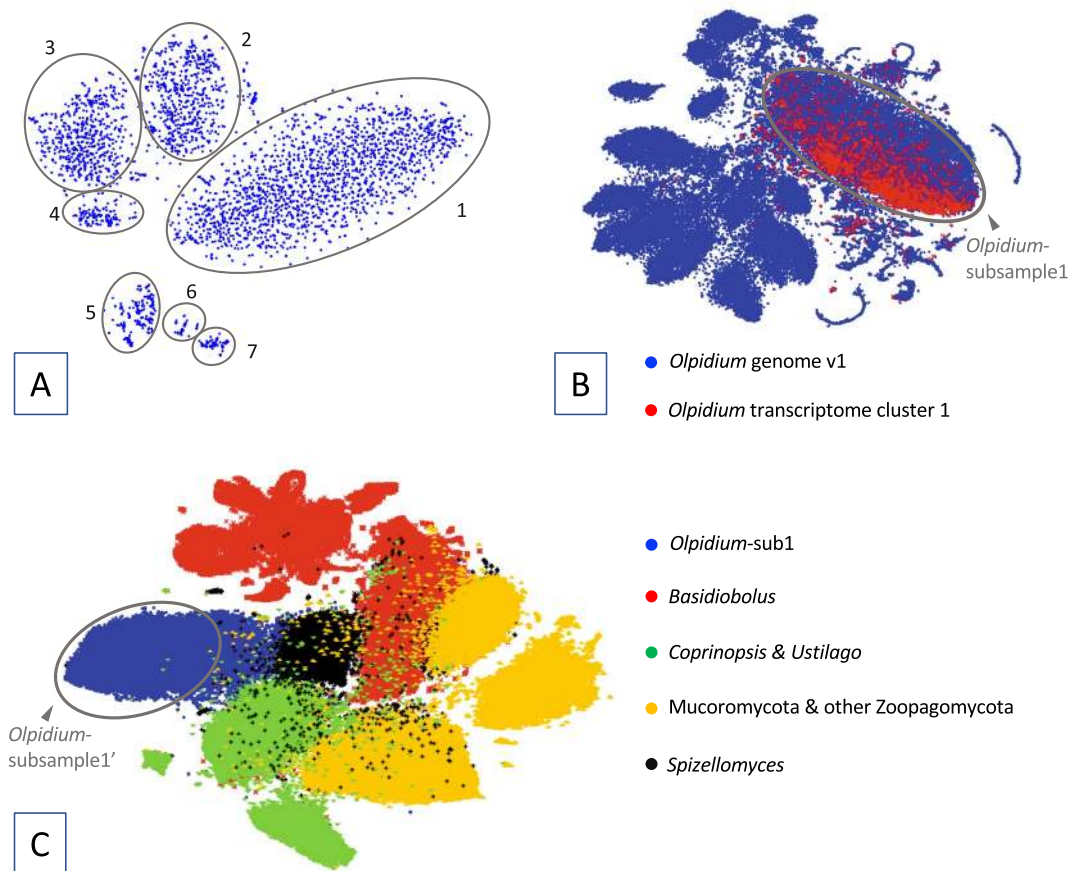 3
2
4
1
5
6
7
A
Olpidium-
subsample1
B
Olpidium genome v1
Olpidium transcriptome cluster 1
Olpidium-sub1
Basidiobolus
Coprinopsis & Ustilago
Mucoromycota & other Zoopagomycota
Spizellomyces
Olpidium-
subsample1’
C